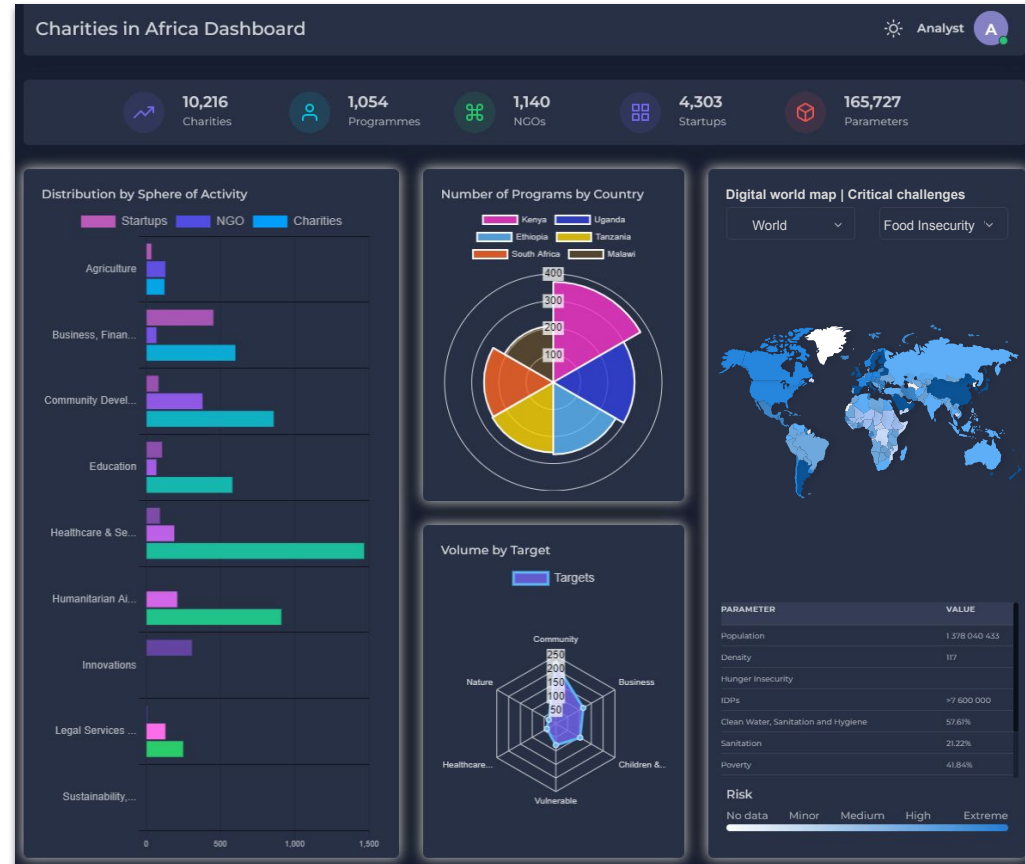 Charities in Africa Dashboard
Analyst
A
10,216
Charities
1,054
Programmes
1,140
NGOs
4,303
Startups
165,727
Parameters
Distribution by Sphere of Activity
Startups NGO Charities
Agriculture
Business, Finan...
Community Devel...
Education
Healthcare & Se...
Humanitarian Ai...
Innovations
Legal Services ...
Sustainability,...
0 500 1,000 1,500
Number of Programs by Country
Kenya Uganda
Ethiopia Tanzania
South Africa Malawi
400
300
200
100
Volume by Target
Targets
Community
250
200
150
100
50
Nature
Business
Healthcare...
Children &..
Vulnerable
Digital world map | Critical challenges
World
Food Insecurity
PARAMETER VALUE
Population 1 378 040 433
Density 117
Hunger Insecurity
IDPs >7 600 000
Clean Water, Sanitation and Hygiene 57.61%
Sanitation 21.22%
Poverty 41.84%
Risk
No data Minor Medium High Extreme